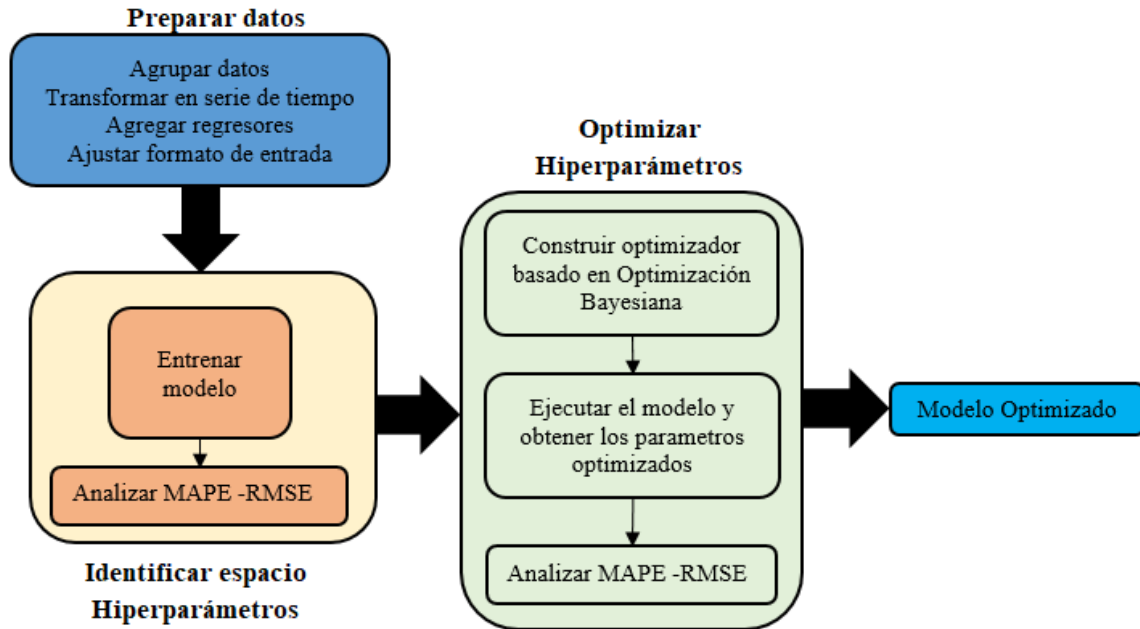 Preparar datos
Agrupar datos
Transformar en serie de tiempo
Agregar regresores
Ajustar formato de entrada
Entrenar
modelo
Analizar MAPE -RMSE
Identificar espacio
Hiperparámetros
Optimizar
Hiperparámetros
Construir optimizador
basado en Optimización
Bayesiana
Ejecutar el modelo y
obtener los parametros
optimizados
Analizar MAPE -RMSE
Modelo Optimizado